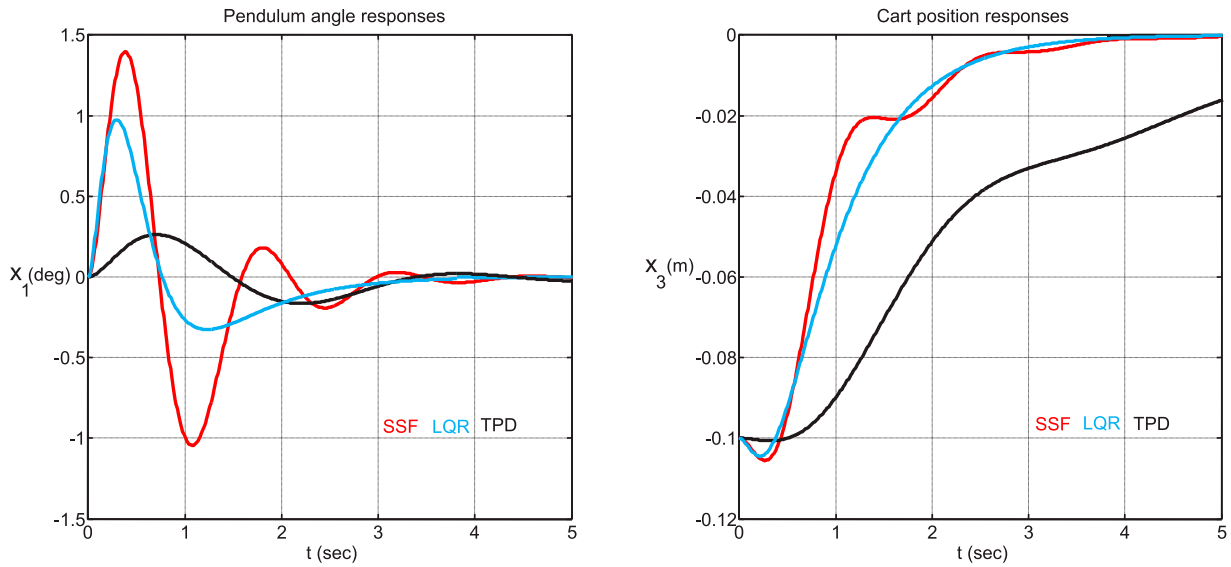 Pendulum angle responses
1.5
1
0.5
x1(deg) 0
-0.5
-1
-1.5
SSF LQR TPD
0 1 2 3 4 5
t (sec)
Cart position responses
0
-0.02
-0.04
x3(m) -0.06
-0.08
-0.1
-0.12
SSF LQR TPD
0 1 2 3 4 5
t (sec)